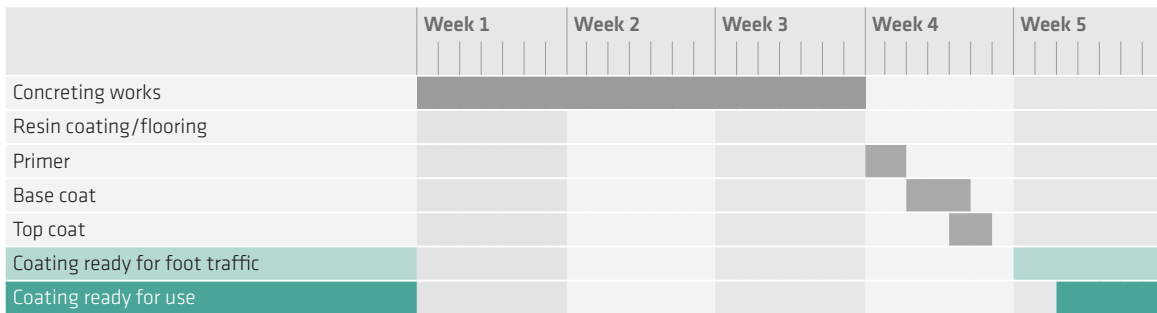 Week 1 Week 2 Week 3 Week 4 Week 5
Concreting works
Resin coating/flooring
Primer
Base coat
Top coat
Coating ready for foot traffic
Coating ready for use